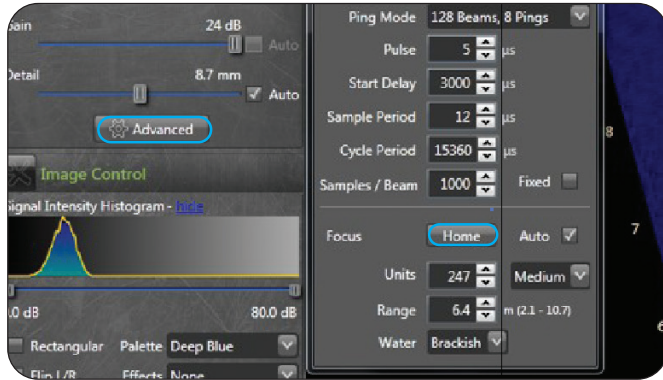 24 dB
Auto
Detail 8.7 mm
Auto
Advanced
Image Control
Signal Intensity Histogram - hide
.0 dB 80.0 dB
Rectangular Palette Deep Blue
Flip L/R Effects None
Ping Mode 128 Beams, 8 Pings
Pulse 5 µs
Start Delay 3000 µs
Sample Period 12 µs
Cycle Period 15360 µs
Samples / Beam 1000 Fixed
Focus Home Auto
Units 247 Medium
Range 6.4 m (2.1 - 10.7)
Water Brackish
8
7
6